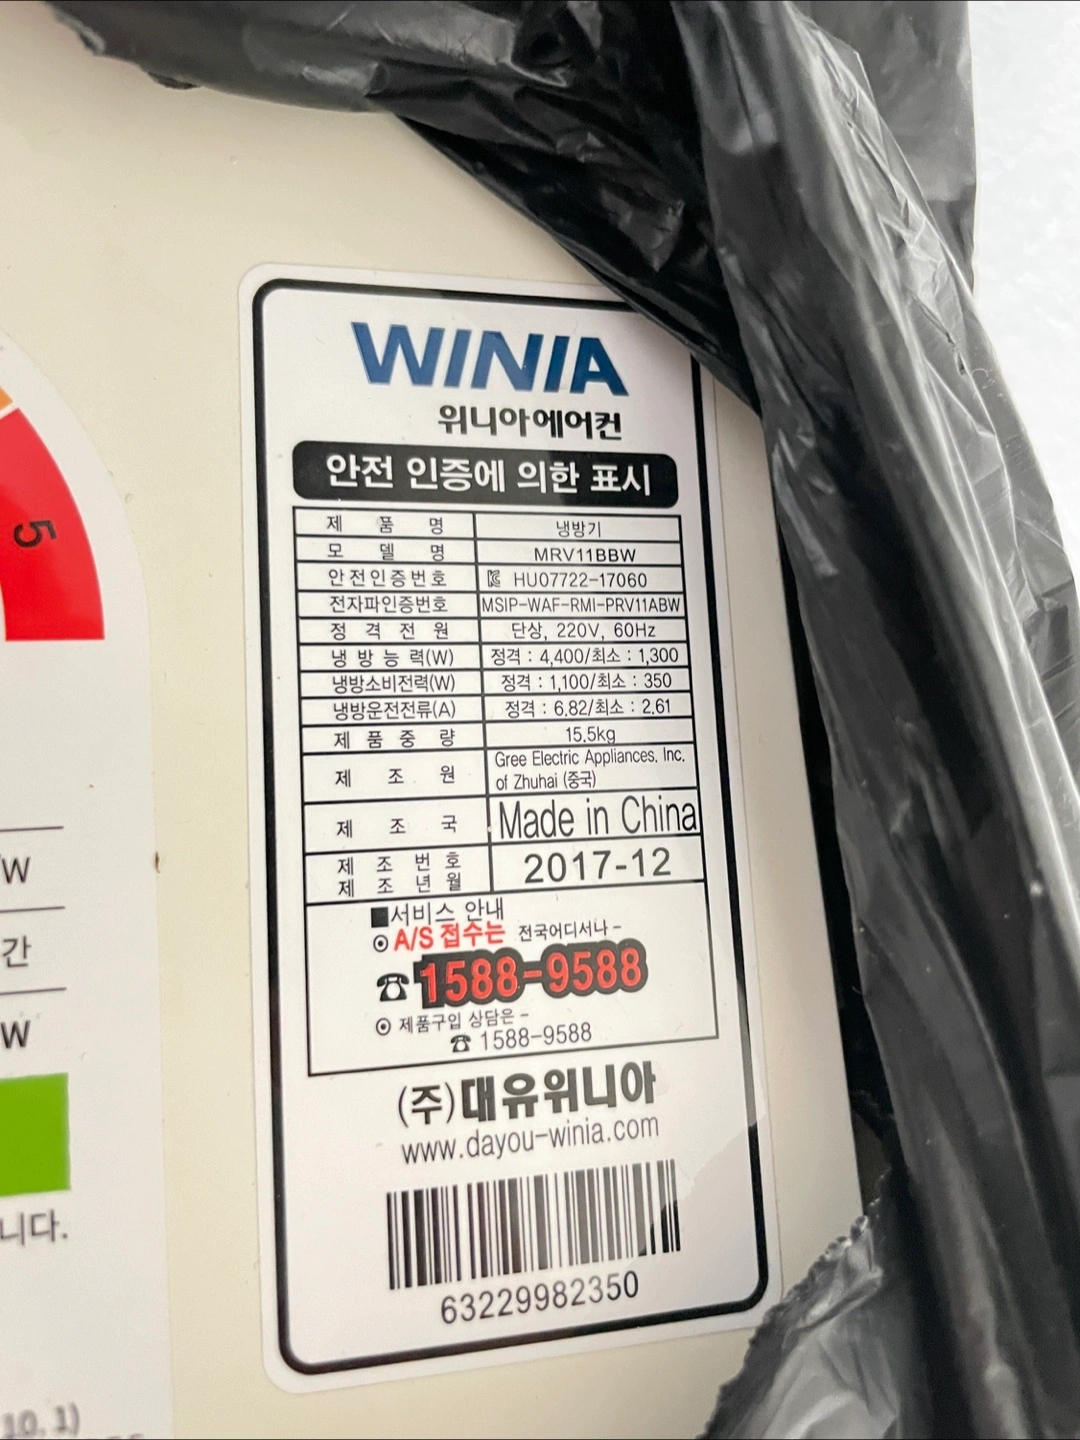 WINIA
위니아에어컨
안전 인증에 의한 표시
제품명 냉방기
모델명 MRV11BBW
안전인증번호 HU07722-17060
전자파인증번호 MSIP-WAF-RMI-PRV11ABW
정격전원 단상, 220V, 60Hz
냉방능력(W) 정격 : 4,400/최소 : 1,300
냉방소비전력(W) 정격 : 1,100/최소 : 350
냉방운전전류(A) 정격 : 6.82/최소 : 2.61
제품중량 15.5kg
제조원 Gree Electric Appliances, Inc.
of Zhuhai (중국)
제조국 Made in China
제조번호
제조년월 2017-12
■서비스 안내
⊙ A/S 접수는 전국어디서나 -
☎ 1588-9588
⊙ 제품구입 상담은 -
☎ 1588-9588
(주)대유위니아
www.dayou-winia.com
63229982350
5
W
간
W
니다.
10. 1)